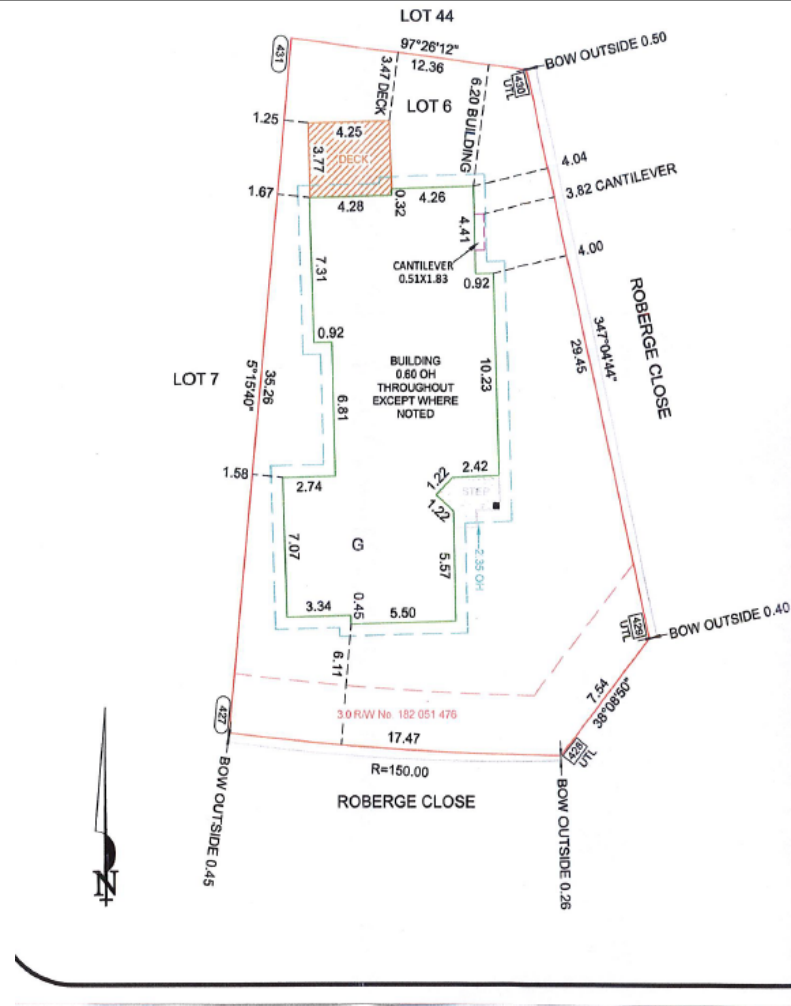 LOT 44
97°26'12"
12.36
BOW OUTSIDE 0.50
431
430
UTL
3.47 DECK
6.20 BUILDING
LOT 6
1.25
4.25
DECK
3.77
4.04
3.82 CANTILEVER
1.67
4.28
0.32
4.26
4.41
4.00
CANTILEVER
0.51X1.83
0.92
7.31
0.92
ROBERGE CLOSE
347°04'44"
29.45
BUILDING
0.60 OH
THROUGHOUT
EXCEPT WHERE
NOTED
10.23
LOT 7
5°15'40"
35.26
6.81
1.58
2.74
2.42
1.22
STEP
1.22
7.07
G
5.57
2.35 OH
3.34
0.45
5.50
6.11
429
UTL
BOW OUTSIDE 0.40
7.54
38°08'50"
3.0 R/W No. 182 051 476
427
17.47
428
UTL
R=150.00
ROBERGE CLOSE
BOW OUTSIDE 0.45
BOW OUTSIDE 0.26
N